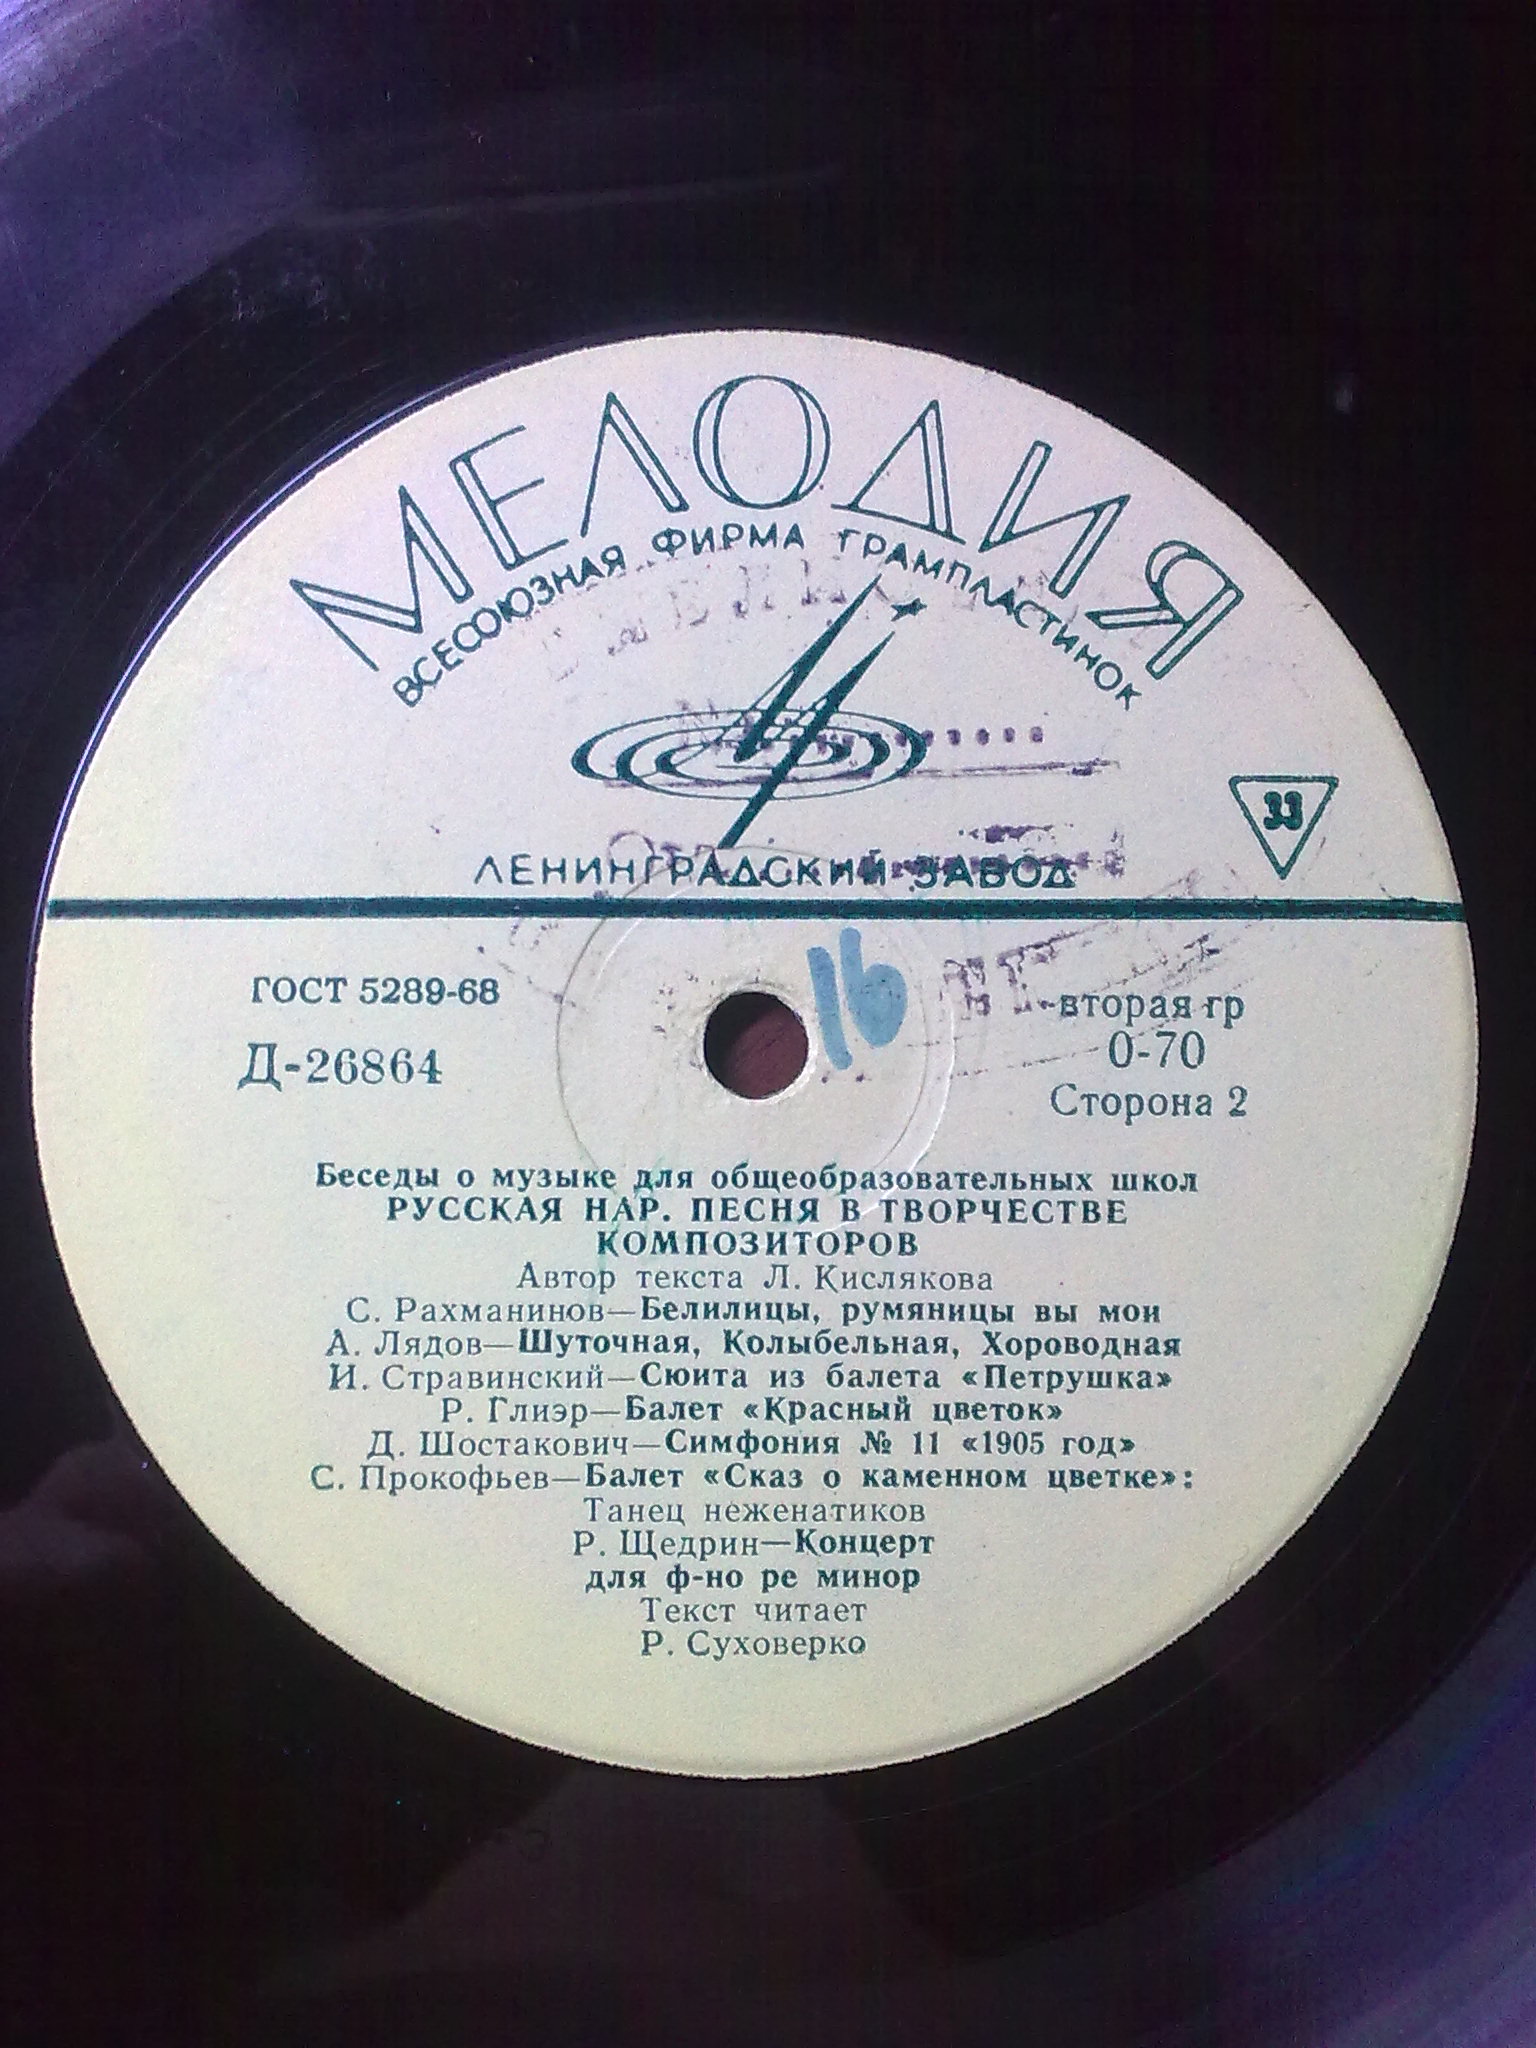 МЕЛОДИЯ
ВСЕСОЮЗНАЯ ФИРМА ГРАМПЛАСТИНОК
33
ЛЕНИНГРАДСКИЙ ЗАВОД
16
ГОСТ 5289-68
вторая гр
Д-26864
0-70
Сторона 2
Беседы о музыке для общеобразовательных школ
РУССКАЯ НАР. ПЕСНЯ В ТВОРЧЕСТВЕ
КОМПОЗИТОРОВ
Автор текста Л. Кислякова
С. Рахманинов—Белилицы, румяницы вы мои
А. Лядов—Шуточная, Колыбельная, Хороводная
И. Стравинский—Сюита из балета «Петрушка»
Р. Глиэр—Балет «Красный цветок»
Д. Шостакович—Симфония № 11 «1905 год»
С. Прокофьев—Балет «Сказ о каменном цветке»:
Танец неженатиков
Р. Щедрин—Концерт
для ф-но ре минор
Текст читает
Р. Суховерко